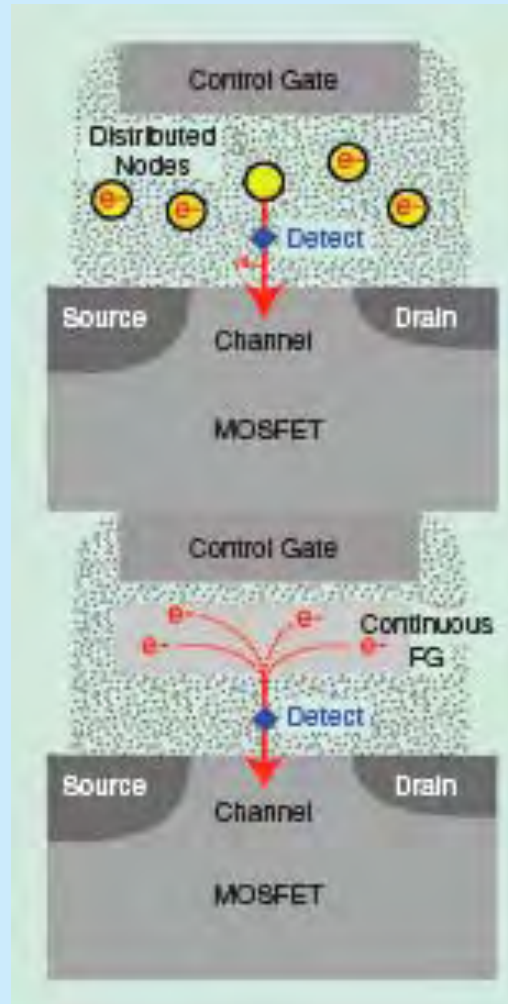 Control Gate
Distributed
Nodes
e-
e-
e-
e-
Detect
e-
Source
Drain
Channel
MOSFET
Control Gate
e-
e-
e-
e-
Continuous
FG
Detect
Source
Drain
Channel
MOSFET